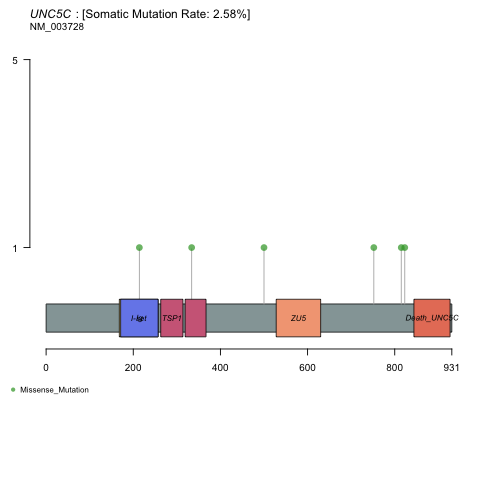 UNC5C : [Somatic Mutation Rate: 2.58%]
NM_003728
5
1
TSP1
ZU5
Death_UNC5C
0 200 400 600 800 931
Missense_Mutation